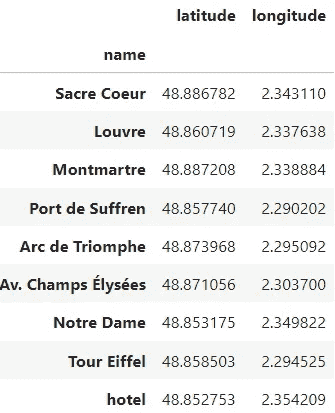 latitude longitude
name
Sacre Coeur 48.886782 2.343110
Louvre 48.860719 2.337638
Montmartre 48.887208 2.338884
Port de Suffren 48.857740 2.290202
Arc de Triomphe 48.873968 2.295092
Av. Champs Élysées 48.871056 2.303700
Notre Dame 48.853175 2.349822
Tour Eiffel 48.858503 2.294525
hotel 48.852753 2.354209